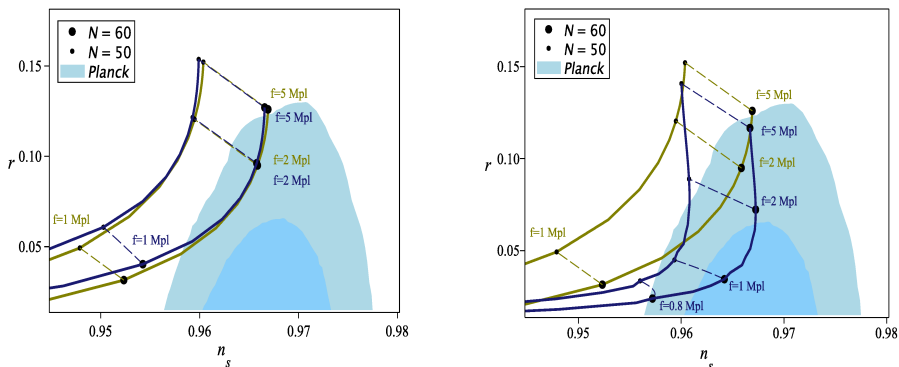 N = 60
N = 50
Planck
0.15
0.10
0.05
r
f=5 Mpl
f=5 Mpl
f=2 Mpl
f=2 Mpl
f=1 Mpl
f=1 Mpl
0.95
0.96
0.97
0.98
n_s
N = 60
N = 50
Planck
0.15
0.10
0.05
r
f=5 Mpl
f=5 Mpl
f=2 Mpl
f=2 Mpl
f=1 Mpl
f=1 Mpl
f=0.8 Mpl
0.95
0.96
0.97
0.98
n_s